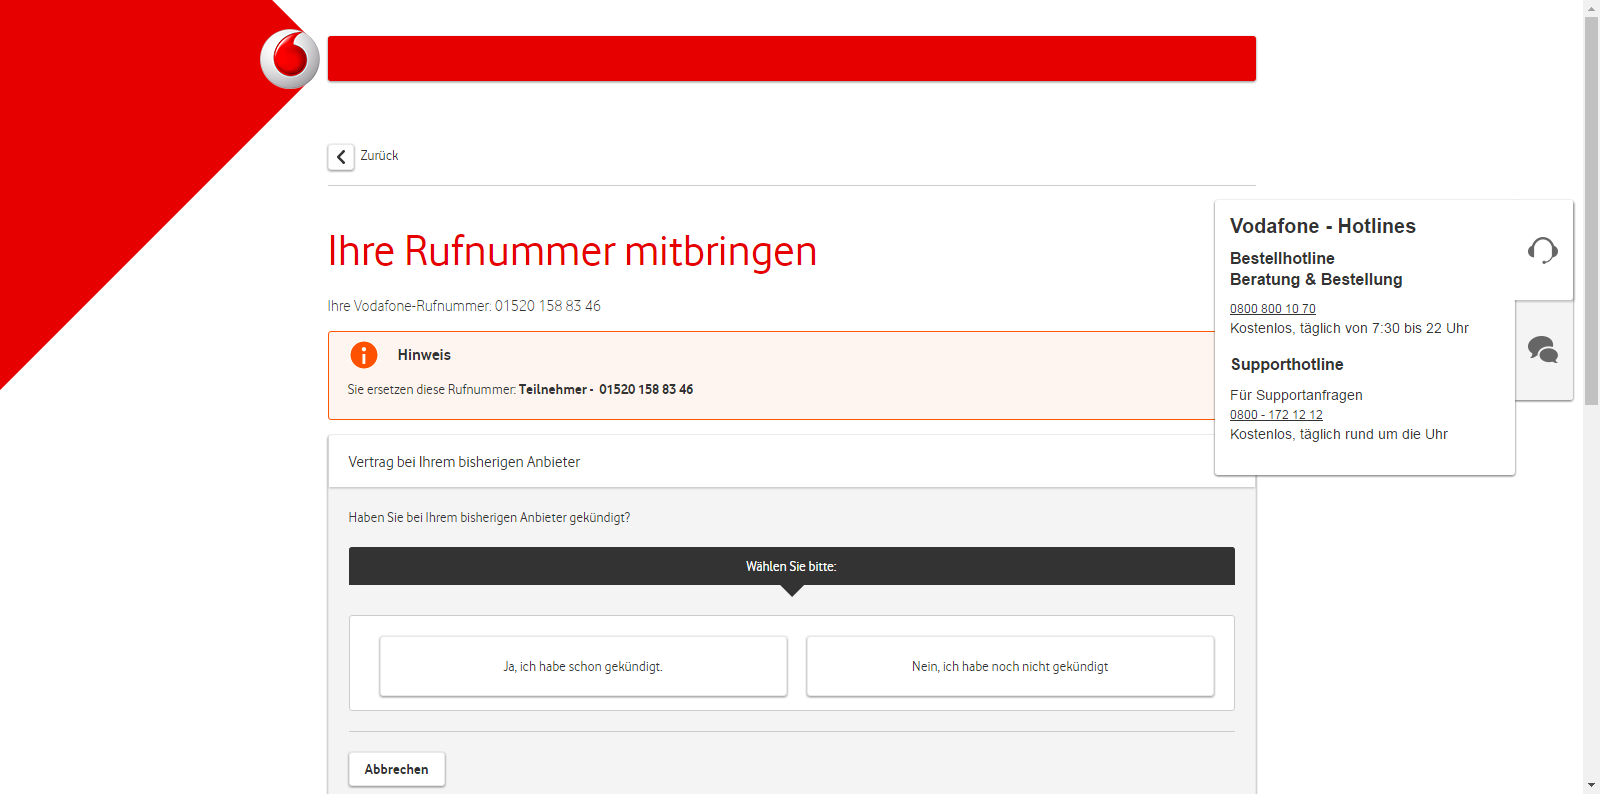 Zurück
Ihre Rufnummer mitbringen
Ihre Vodafone-Rufnummer: 01520 158 83 46
Hinweis
Sie ersetzen diese Rufnummer: Teilnehmer - 01520 158 83 46
Vertrag bei Ihrem bisherigen Anbieter
Haben Sie bei Ihrem bisherigen Anbieter gekündigt?
Wählen Sie bitte:
Ja, ich habe schon gekündigt.
Nein, ich habe noch nicht gekündigt
Abbrechen
Vodafone - Hotlines
Bestellhotline
Beratung & Bestellung
0800 800 10 70
Kostenlos, täglich von 7:30 bis 22 Uhr
Supporthotline
Für Supportanfragen
0800 - 172 12 12
Kostenlos, täglich rund um die Uhr